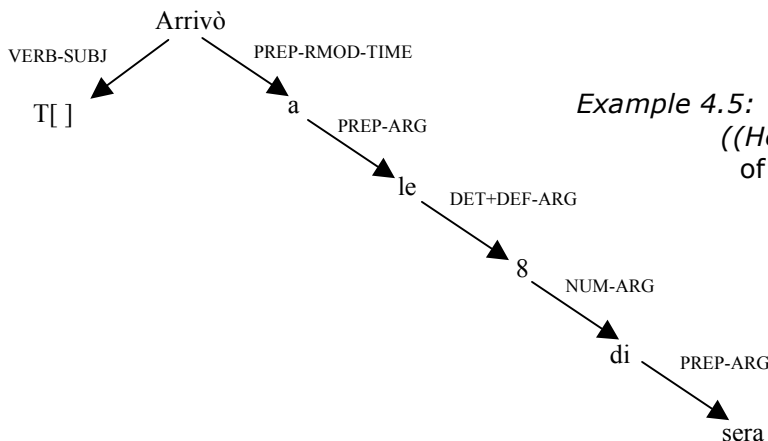 Arrivò
VERB-SUBJ
PREP-RMOD-TIME
T[ ]
a
Example 4.5:
PREP-ARG
of
le
DET+DEF-ARG
8
NUM-ARG
di
PREP-ARG
sera